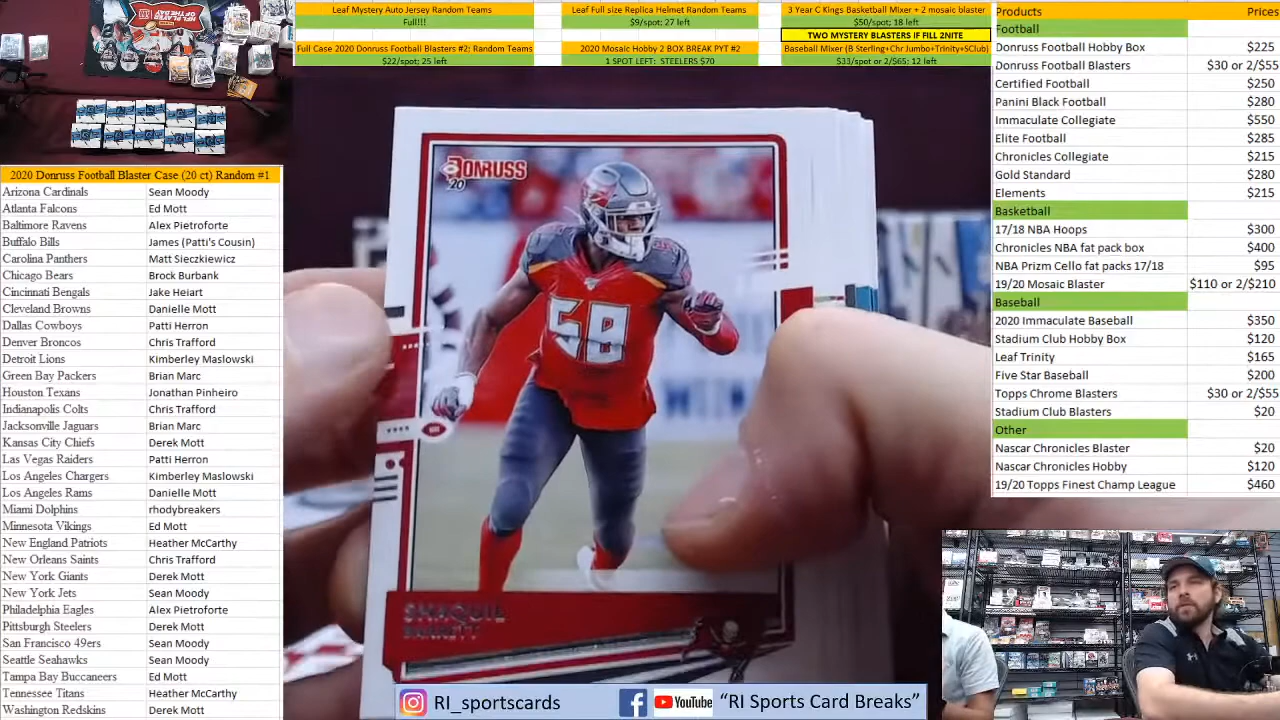 Leaf Mystery Auto Jersey Random Teams
Full!!!
Leaf Full size Replica Helmet Random Teams
$9/spot; 27 left
3 Year C Kings Basketball Mixer + 2 mosaic blaster
$50/spot; 18 left
TWO MYSTERY BLASTERS IF FILL 2NITE
Full Case 2020 Donruss Football Blasters #2; Random Teams
$22/spot; 25 left
2020 Mosaic Hobby 2 BOX BREAK PYT #2
1 SPOT LEFT: STEELERS $70
Baseball Mixer (B Sterling+Chr Jumbo+Trinity+SClub)
$33/spot or 2/$65; 12 left
2020 Donruss Football Blaster Case (20 ct) Random #1
Arizona Cardinals Sean Moody
Atlanta Falcons Ed Mott
Baltimore Ravens Alex Pietroforte
Buffalo Bills James (Patti's Cousin)
Carolina Panthers Matt Sieczkiewicz
Chicago Bears Brock Burbank
Cincinnati Bengals Jake Heiart
Cleveland Browns Danielle Mott
Dallas Cowboys Patti Herron
Denver Broncos Chris Trafford
Detroit Lions Kimberley Maslowski
Green Bay Packers Brian Marc
Houston Texans Jonathan Pinheiro
Indianapolis Colts Chris Trafford
Jacksonville Jaguars Brian Marc
Kansas City Chiefs Derek Mott
Las Vegas Raiders Patti Herron
Los Angeles Chargers Kimberley Maslowski
Los Angeles Rams Danielle Mott
Miami Dolphins rhodybreakers
Minnesota Vikings Ed Mott
New England Patriots Heather McCarthy
New Orleans Saints Chris Trafford
New York Giants Derek Mott
New York Jets Sean Moody
Philadelphia Eagles Alex Pietroforte
Pittsburgh Steelers Derek Mott
San Francisco 49ers Sean Moody
Seattle Seahawks Sean Moody
Tampa Bay Buccaneers Ed Mott
Tennessee Titans Heather McCarthy
Washington Redskins Derek Mott
DONRUSS
20
58
SHAQUIL
BARRETT
Products Prices
Football
Donruss Football Hobby Box $225
Donruss Football Blasters $30 or 2/$55
Certified Football $250
Panini Black Football $280
Immaculate Collegiate $550
Elite Football $285
Chronicles Collegiate $215
Gold Standard $280
Elements $215
Basketball
17/18 NBA Hoops $300
Chronicles NBA fat pack box $400
NBA Prizm Cello fat packs 17/18 $95
19/20 Mosaic Blaster $110 or 2/$210
Baseball
2020 Immaculate Baseball $350
Stadium Club Hobby Box $120
Leaf Trinity $165
Five Star Baseball $200
Topps Chrome Blasters $30 or 2/$55
Stadium Club Blasters $20
Other
Nascar Chronicles Blaster $20
Nascar Chronicles Hobby $120
19/20 Topps Finest Champ League $460
RI_sportscards
YouTube
"RI Sports Card Breaks"